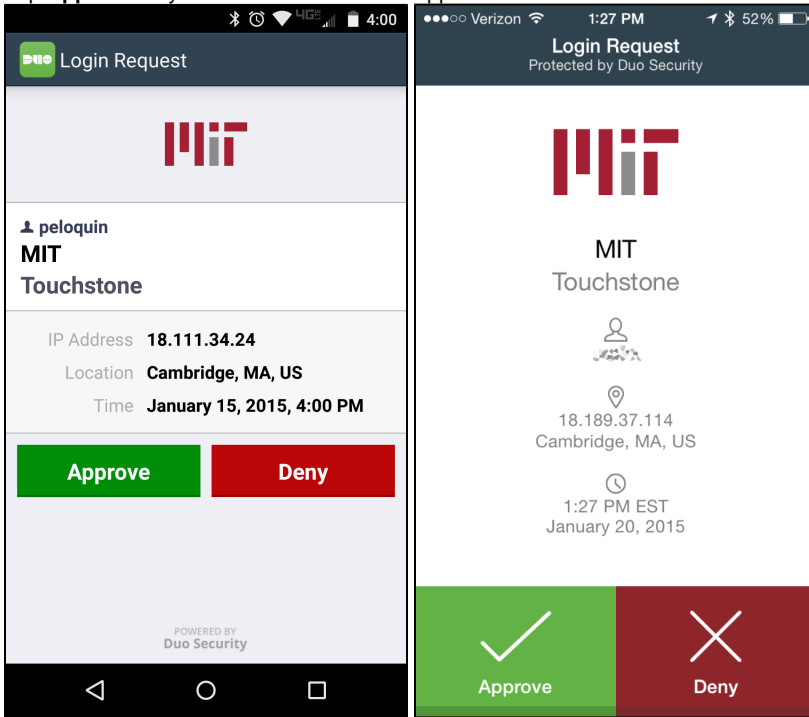 4G
4:00
DUO
Login Request
MIT
peloquin
MIT
Touchstone
IP Address 18.111.34.24
Location Cambridge, MA, US
Time January 15, 2015, 4:00 PM
Approve Deny
POWERED BY
Duo Security
Verizon 1:27 PM 52%
Login Request
Protected by Duo Security
MIT
MIT
Touchstone
18.189.37.114
Cambridge, MA, US
1:27 PM EST
January 20, 2015
Approve Deny